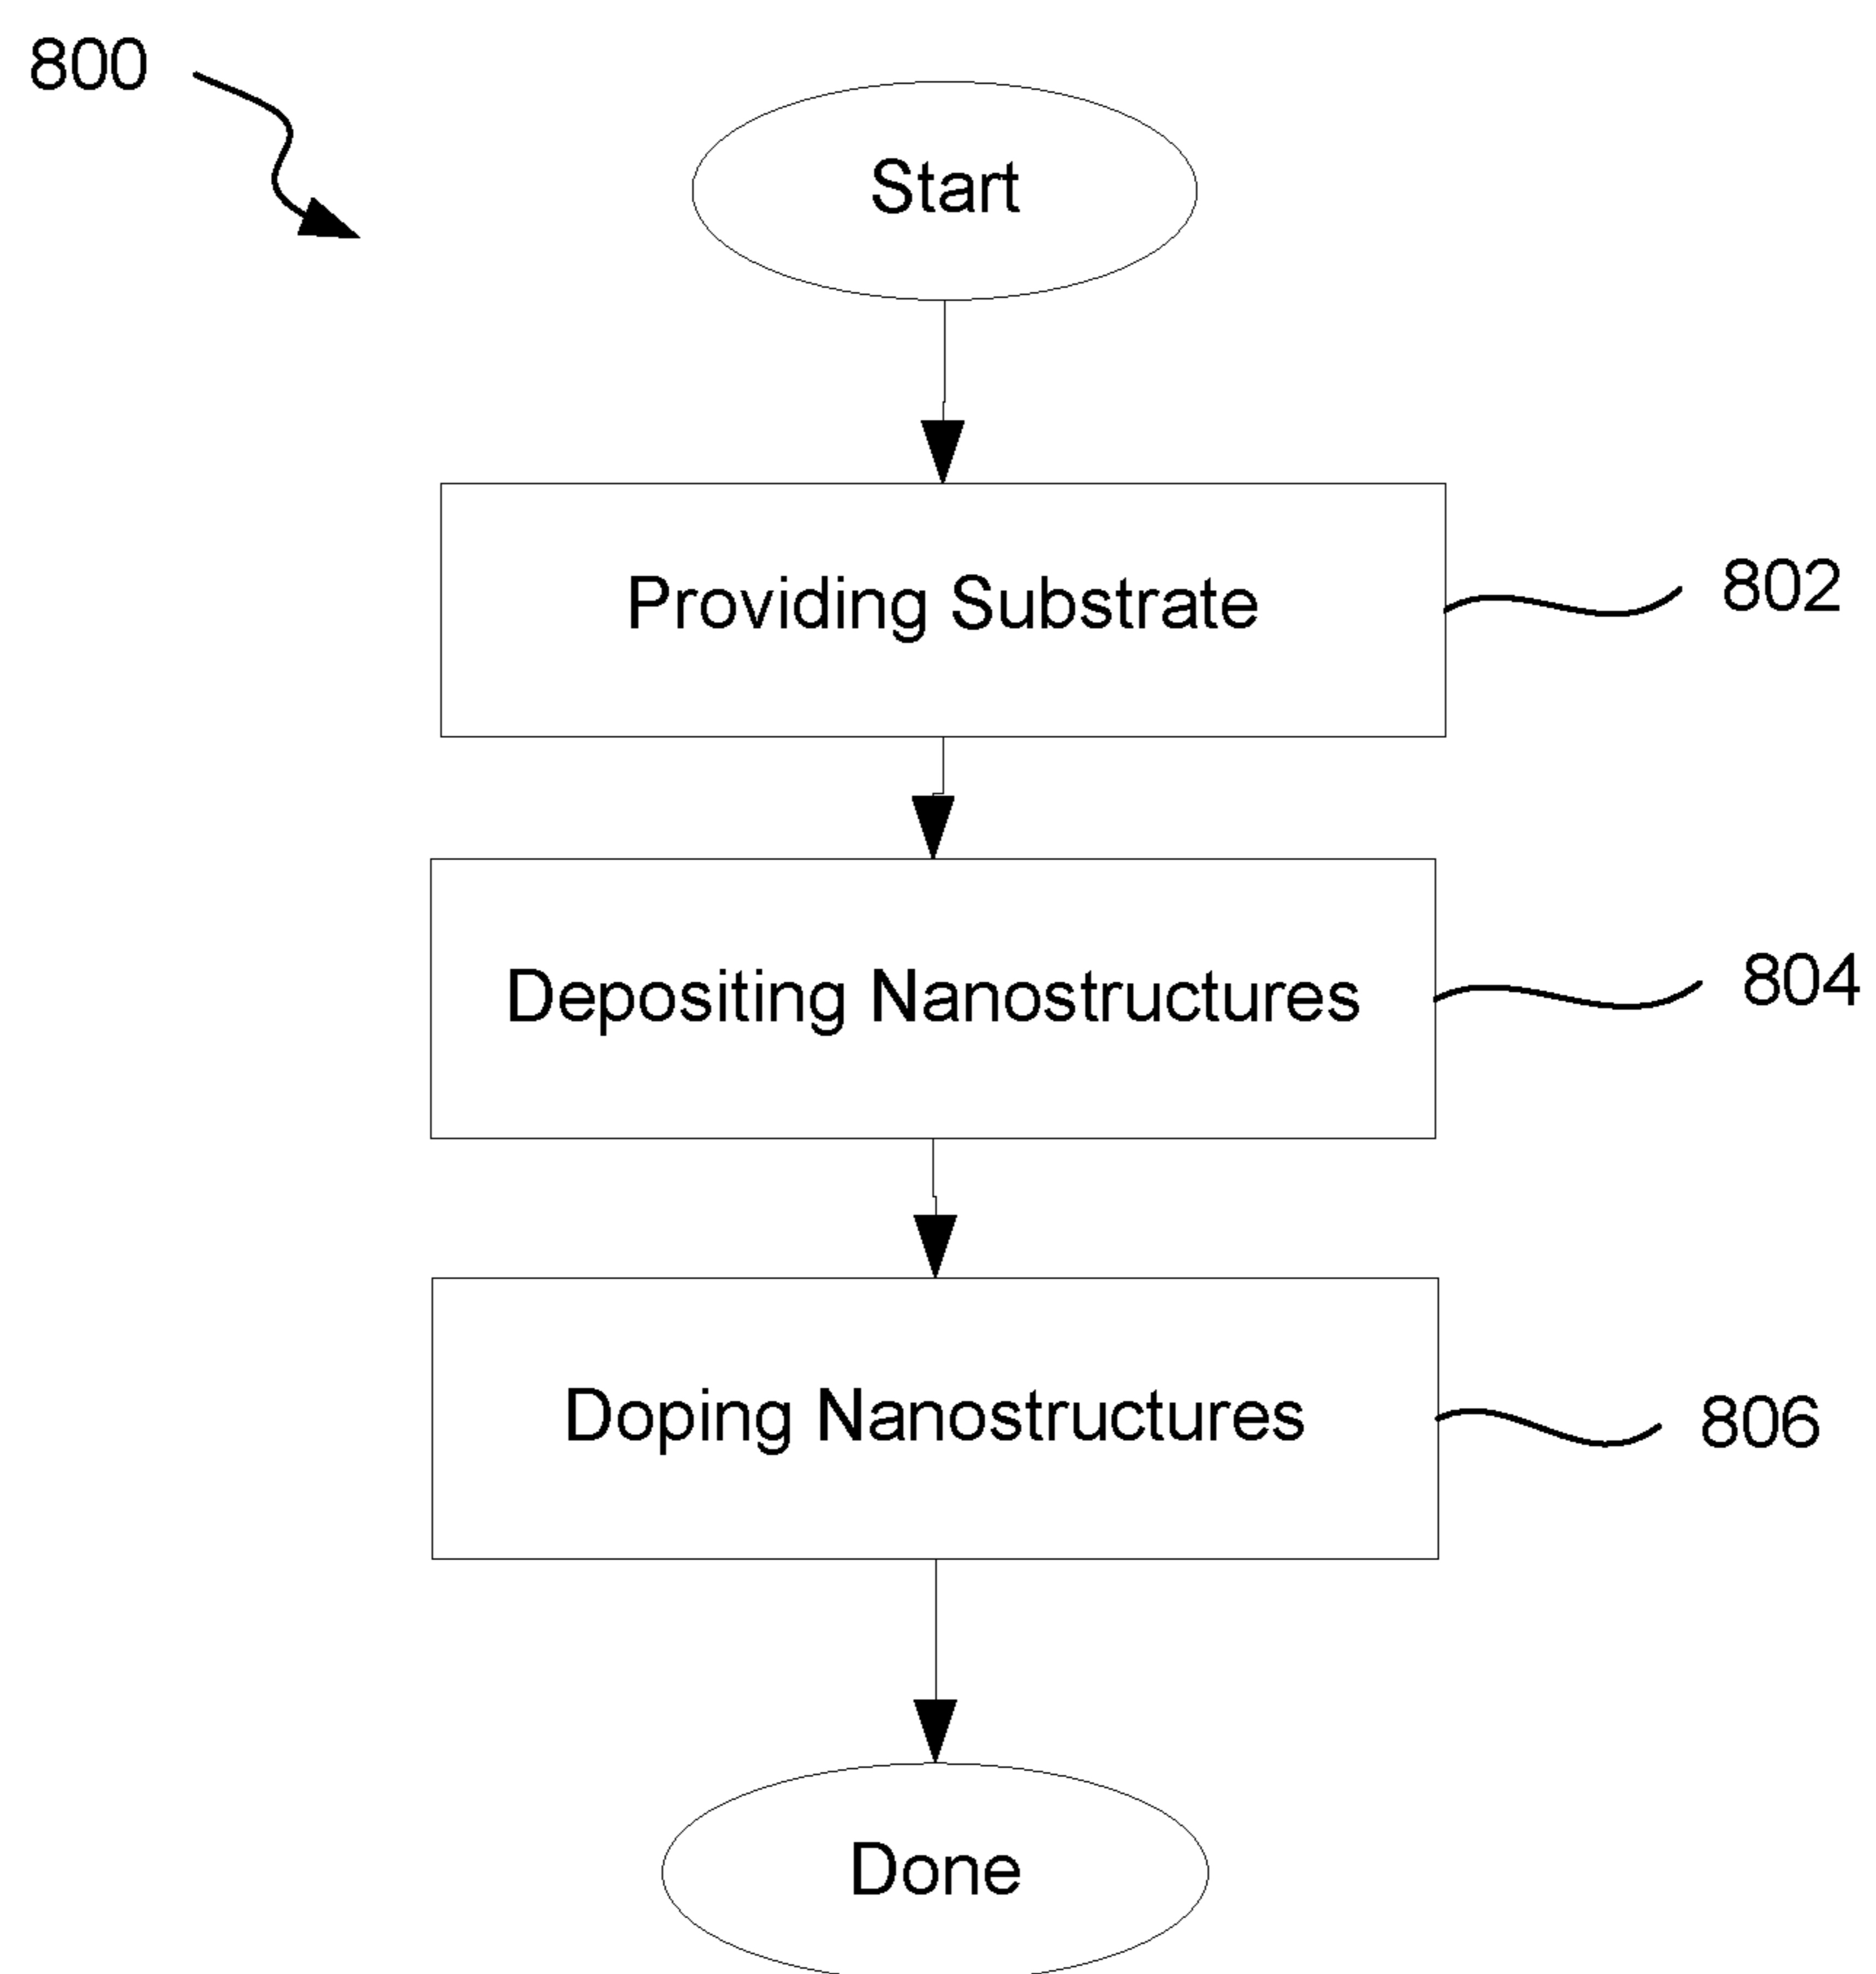 800
Start
Providing Substrate
802
Depositing Nanostructures
804
Doping Nanostructures
806
Done